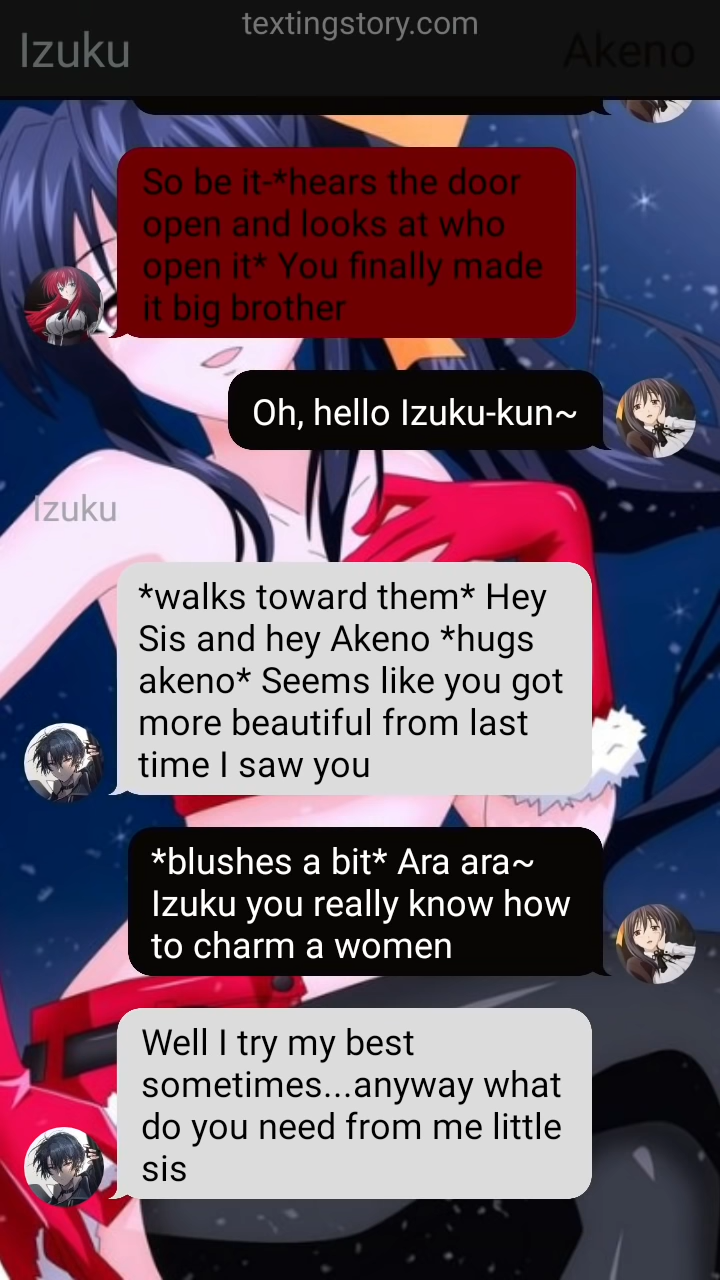 textingstory.com
Izuku
Akeno
So be it-*hears the door
open and looks at who
open it* You finally made
it big brother
Oh, hello Izuku-kun~
Izuku
*walks toward them* Hey
Sis and hey Akeno *hugs
akeno* Seems like you got
more beautiful from last
time I saw you
*blushes a bit* Ara ara~
Izuku you really know how
to charm a women
Well I try my best
sometimes...anyway what
do you need from me little
sis